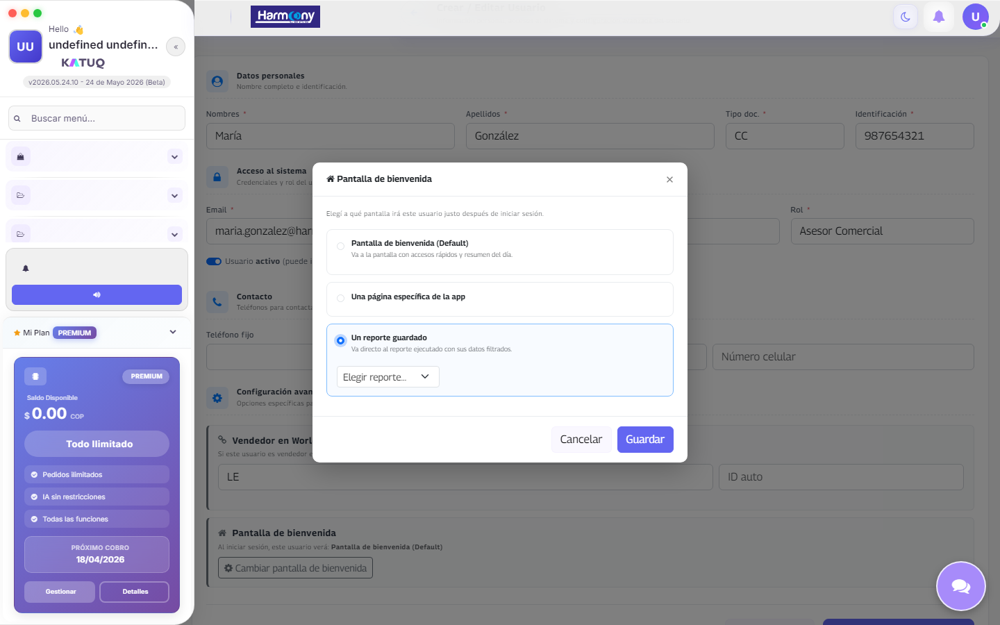 Hello 👋
UU
undefined undefin...
«
KATUQ
v2026.05.24.10 - 24 de Mayo 2026 (Beta)
Buscar menú...
Mi Plan PREMIUM
PREMIUM
Saldo Disponible
$ 0.00 COP
Todo Ilimitado
Pedidos ilimitados
IA sin restricciones
Todas las funciones
PRÓXIMO COBRO
18/04/2026
Gestionar Detalles
Harmony
Crear / Editar Usuario
U
Datos personales
Nombre completo e identificación.
Nombres * Apellidos * Tipo doc. * Identificación *
María González CC 987654321
Acceso al sistema
Credenciales y rol del u
Email * Rol *
maria.gonzalez@har Asesor Comercial
Usuario activo (puede i
Contacto
Teléfonos para contacta
Teléfono fijo
Número celular
Configuración avan
Opciones específicas pa
Vendedor en Worl
Si este usuario es vendedor e
LE ID auto
Pantalla de bienvenida
Al iniciar sesión, este usuario verá: Pantalla de bienvenida (Default)
Cambiar pantalla de bienvenida
Pantalla de bienvenida ×
Elegí a qué pantalla irá este usuario justo después de iniciar sesión.
Pantalla de bienvenida (Default)
Va a la pantalla con accesos rápidos y resumen del día.
Una página específica de la app
Un reporte guardado
Va directo al reporte ejecutado con sus datos filtrados.
Elegir reporte...
Cancelar Guardar